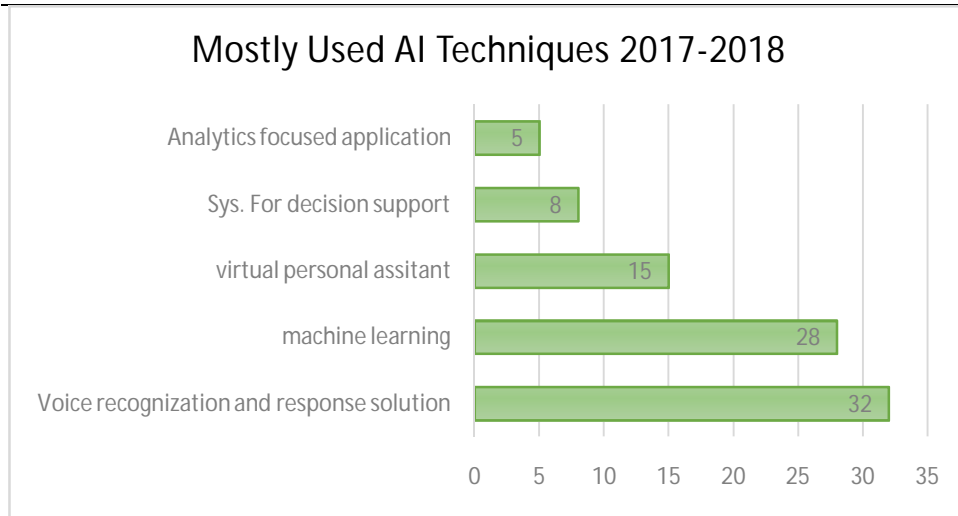 Mostly Used AI Techniques 2017-2018
Analytics focused application 5
Sys. For decision support 8
virtual personal assitant 15
machine learning 28
Voice recognization and response solution 32
0 5 10 15 20 25 30 35